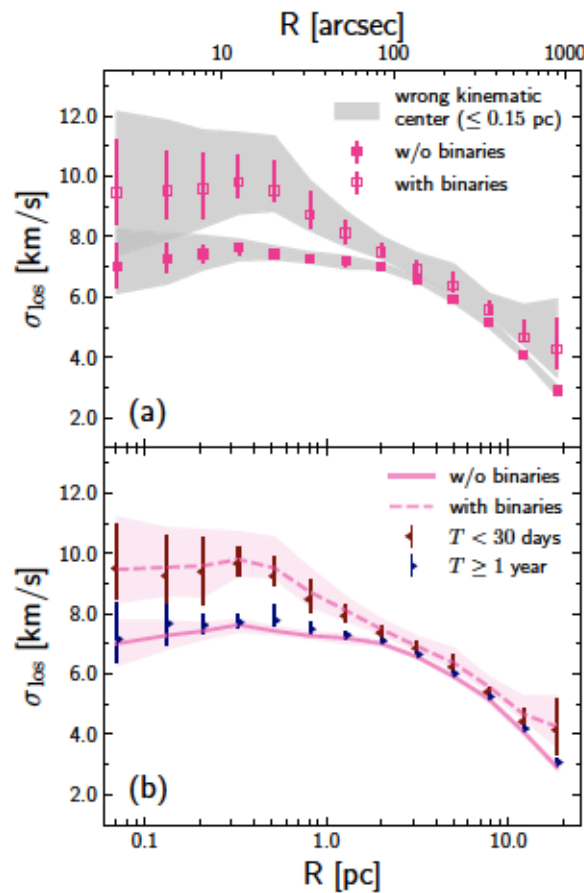 R [arcsec]
10 100 1000
wrong kinematic
center (≤ 0.15 pc)
w/o binaries
with binaries
12.0
10.0
8.0
6.0
4.0
2.0
σlos [km/s]
(a)
w/o binaries
with binaries
T < 30 days
T ≥ 1 year
12.0
10.0
8.0
6.0
4.0
2.0
σlos [km/s]
(b)
0.1 1.0 10.0
R [pc]